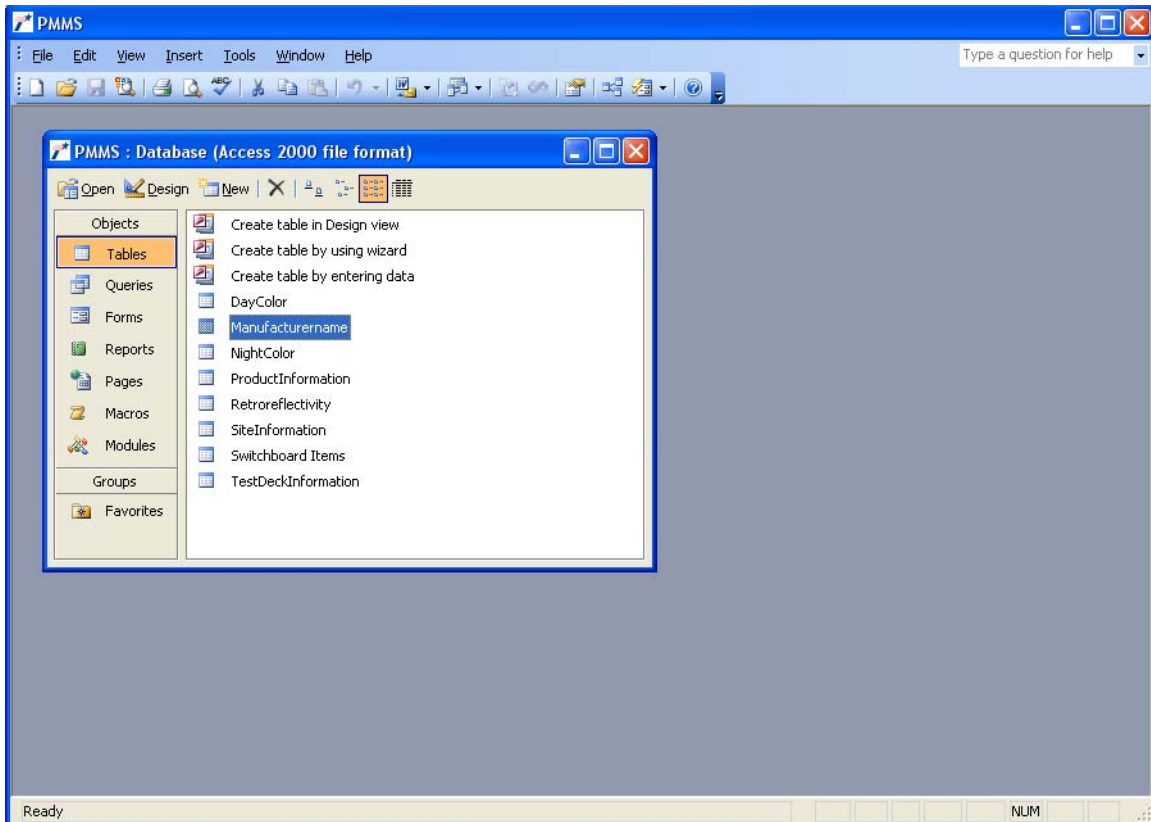 PMMS
File Edit View Insert Tools Window Help
Type a question for help
PMMS : Database (Access 2000 file format)
Open Design New
Objects
Tables
Queries
Forms
Reports
Pages
Macros
Modules
Groups
Favorites
Create table in Design view
Create table by using wizard
Create table by entering data
DayColor
Manufacturername
NightColor
ProductInformation
Retroreflectivity
SiteInformation
Switchboard Items
TestDeckInformation
Ready
NUM